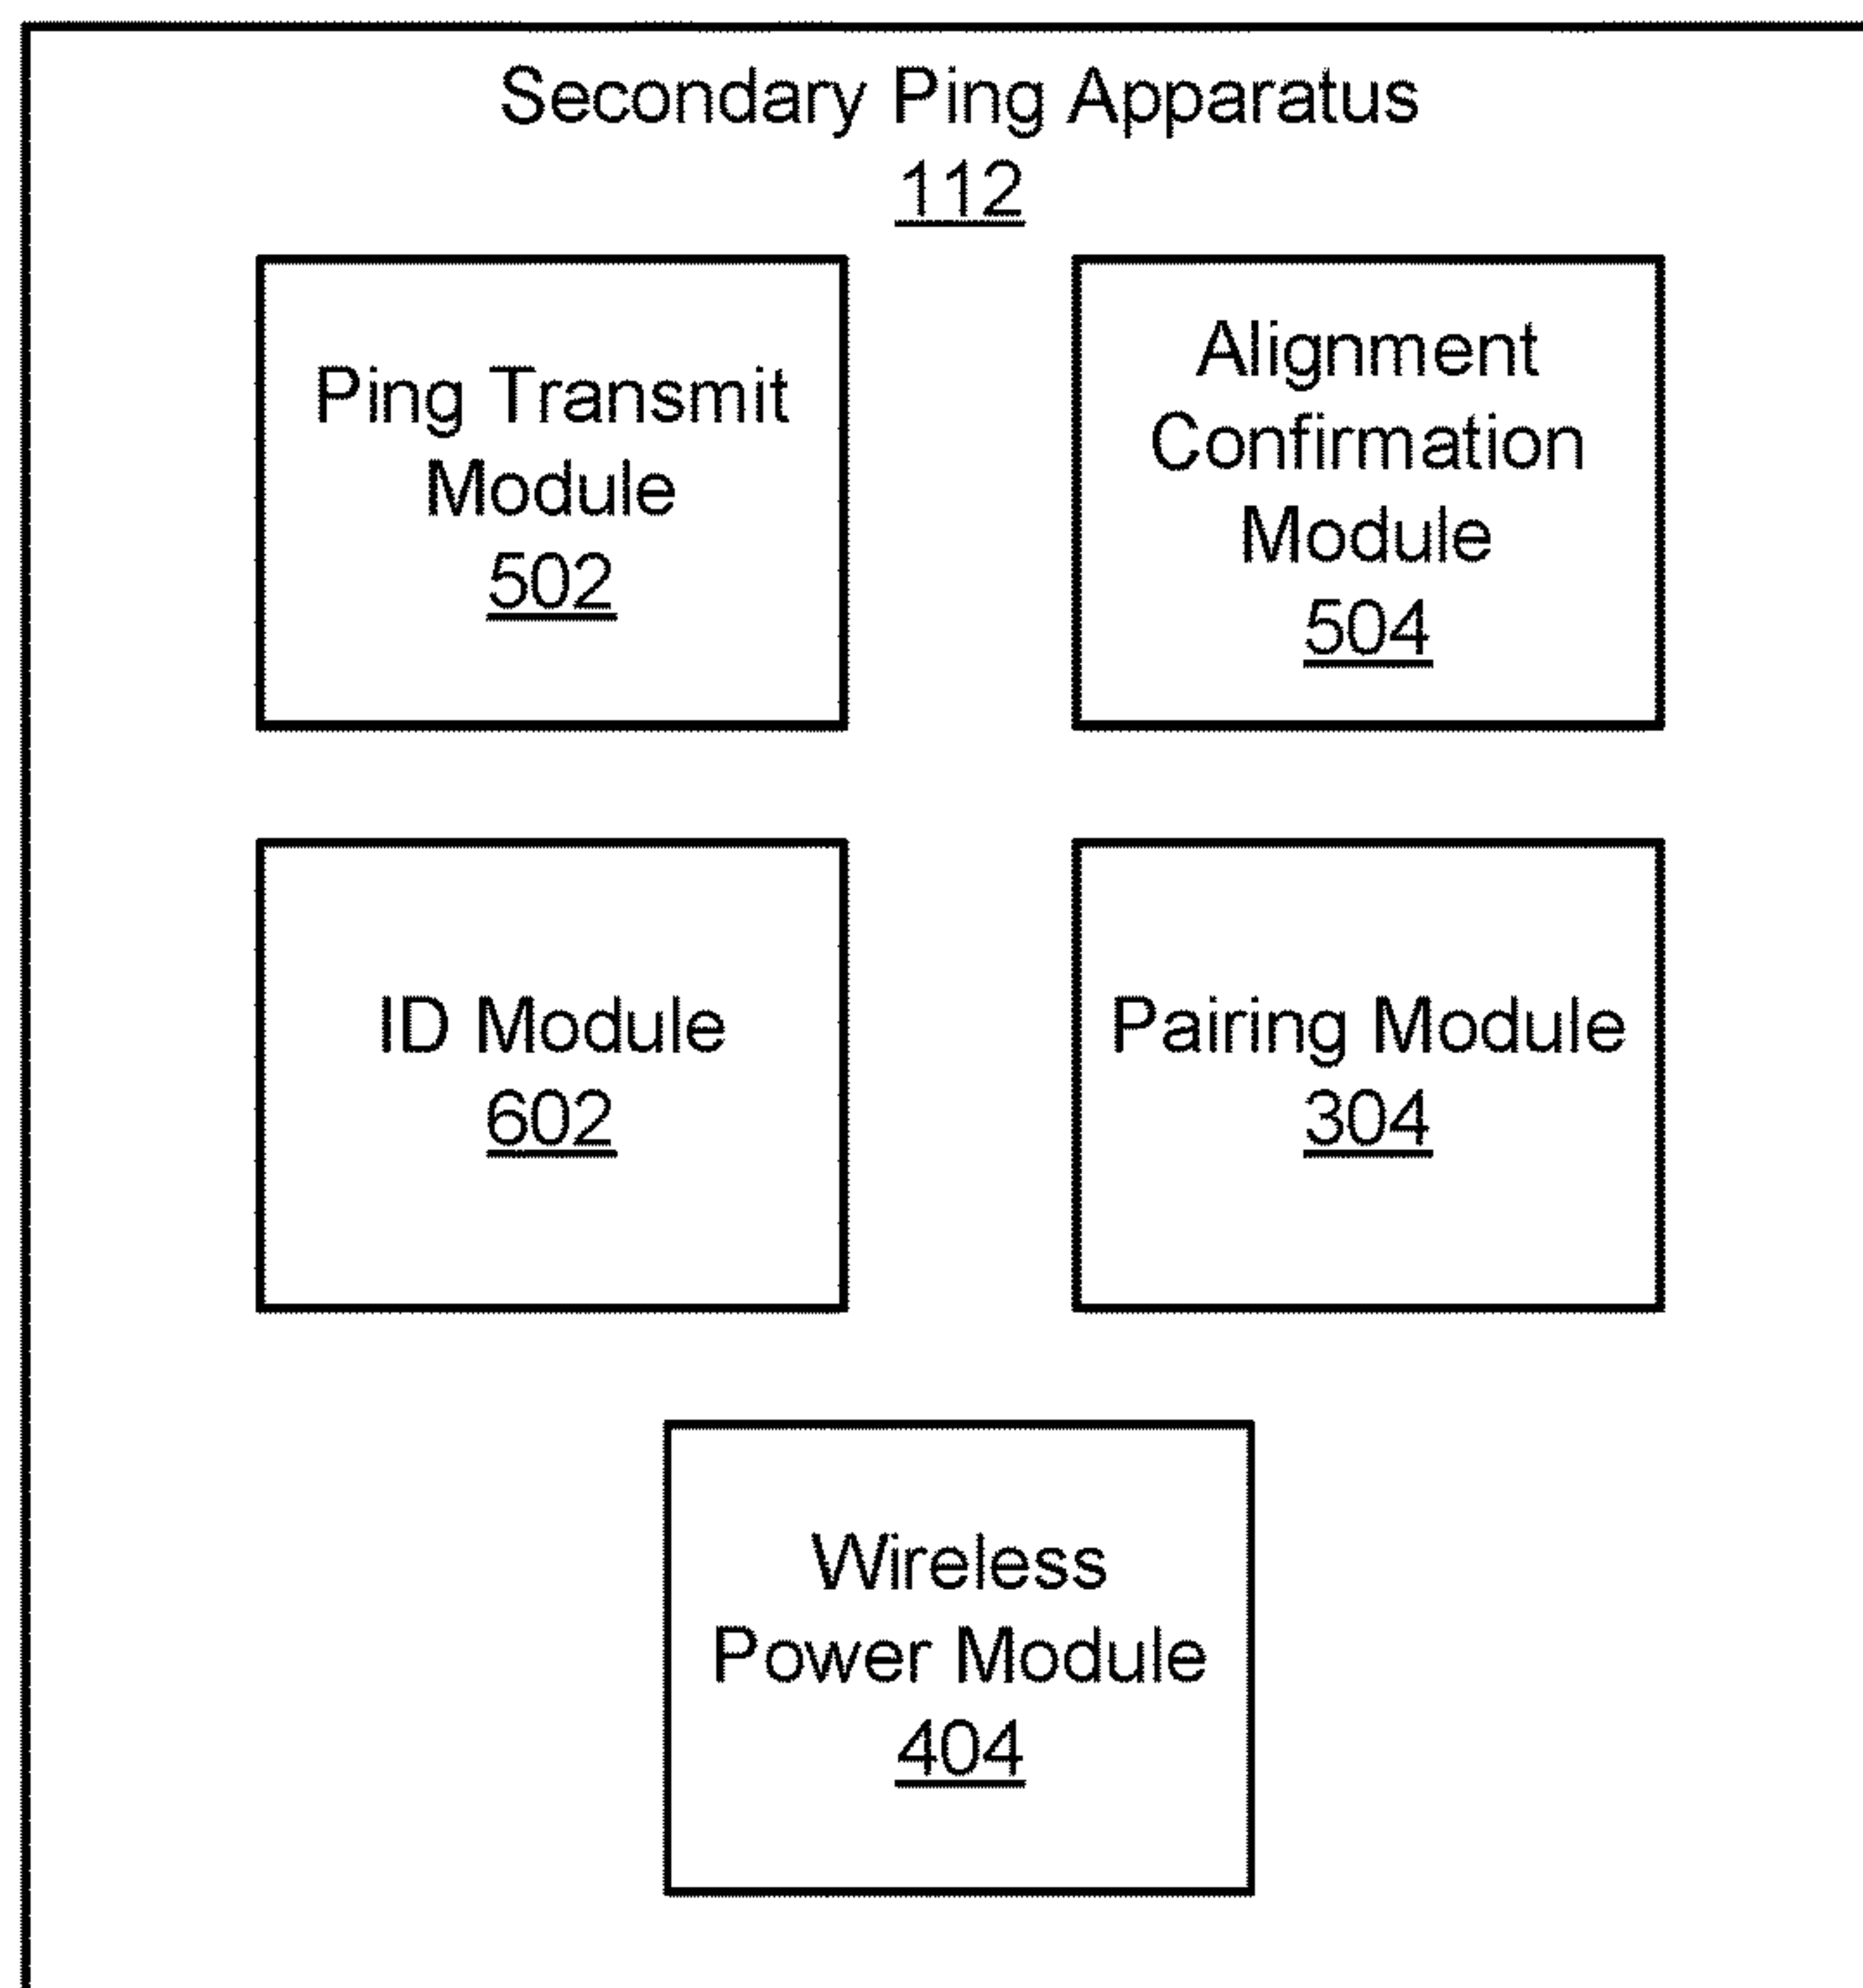 Secondary Ping Apparatus
112
Ping Transmit
Module
502
Alignment
Confirmation
Module
504
ID Module
602
Pairing Module
304
Wireless
Power Module
404